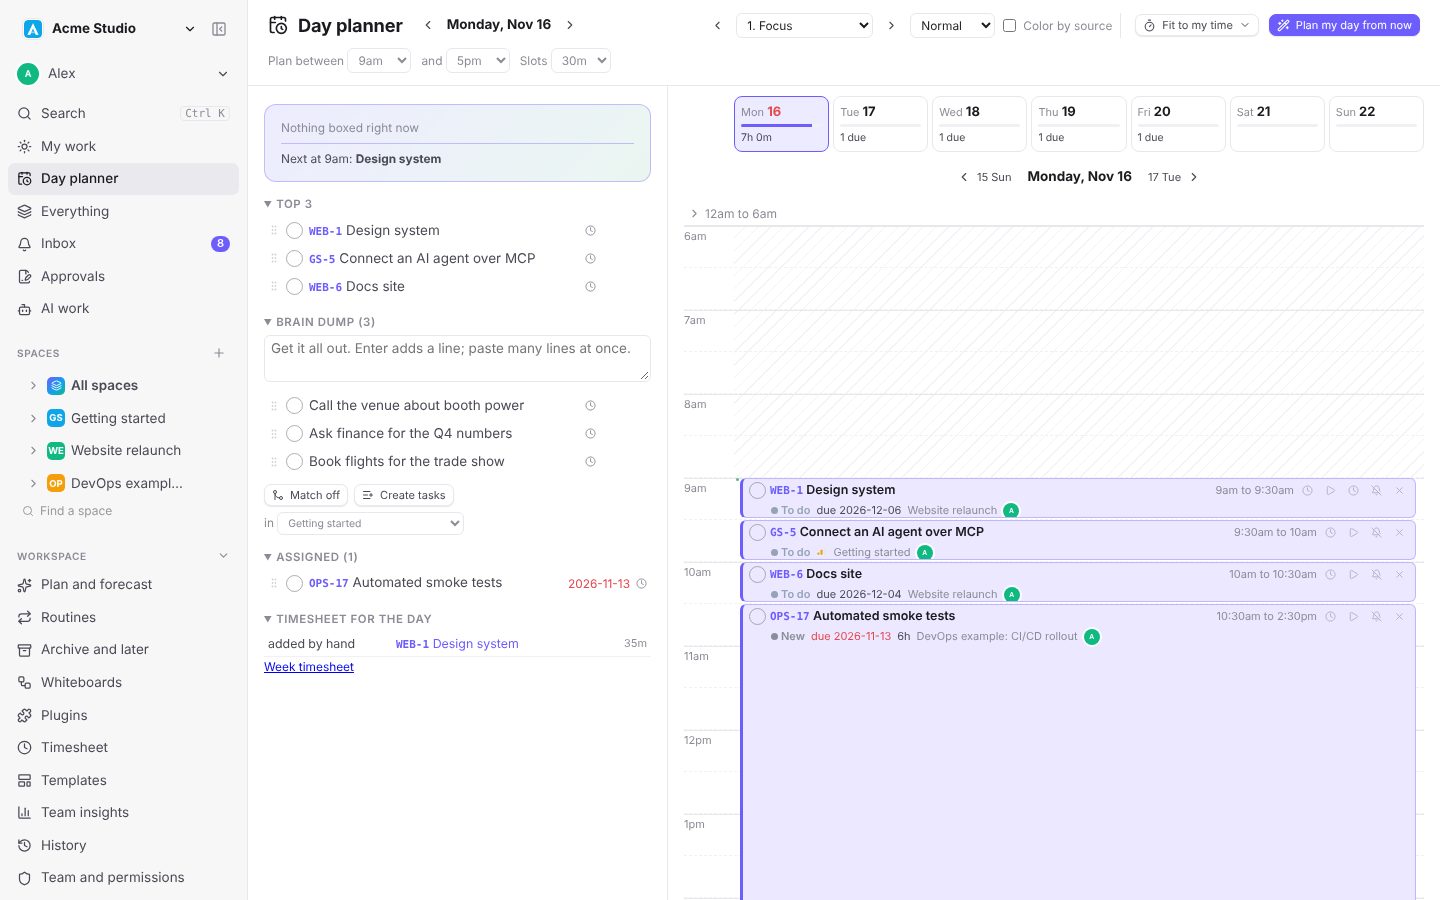 Acme Studio
A Alex
Search Ctrl K
My work
Day planner
Everything
Inbox 8
Approvals
AI work
SPACES
All spaces
GS Getting started
WE Website relaunch
OP DevOps exampl...
Find a space
WORKSPACE
Plan and forecast
Routines
Archive and later
Whiteboards
Plugins
Timesheet
Templates
Team insights
History
Team and permissions
Day planner Monday, Nov 16
1. Focus Normal Color by source Fit to my time Plan my day from now
Plan between 9am and 5pm Slots 30m
Nothing boxed right now
Next at 9am: Design system
TOP 3
WEB-1 Design system
GS-5 Connect an AI agent over MCP
WEB-6 Docs site
BRAIN DUMP (3)
Get it all out. Enter adds a line; paste many lines at once.
Call the venue about booth power
Ask finance for the Q4 numbers
Book flights for the trade show
Match off Create tasks
in Getting started
ASSIGNED (1)
OPS-17 Automated smoke tests 2026-11-13
TIMESHEET FOR THE DAY
added by hand WEB-1 Design system 35m
Week timesheet
Mon 16 Tue 17 Wed 18 Thu 19 Fri 20 Sat 21 Sun 22
7h 0m 1 due 1 due 1 due 1 due
15 Sun Monday, Nov 16 17 Tue
12am to 6am
6am
7am
8am
9am
WEB-1 Design system 9am to 9:30am
To do due 2026-12-06 Website relaunch A
GS-5 Connect an AI agent over MCP 9:30am to 10am
To do Getting started A
10am
WEB-6 Docs site 10am to 10:30am
To do due 2026-12-04 Website relaunch A
OPS-17 Automated smoke tests 10:30am to 2:30pm
New due 2026-11-13 6h DevOps example: CI/CD rollout A
11am
12pm
1pm